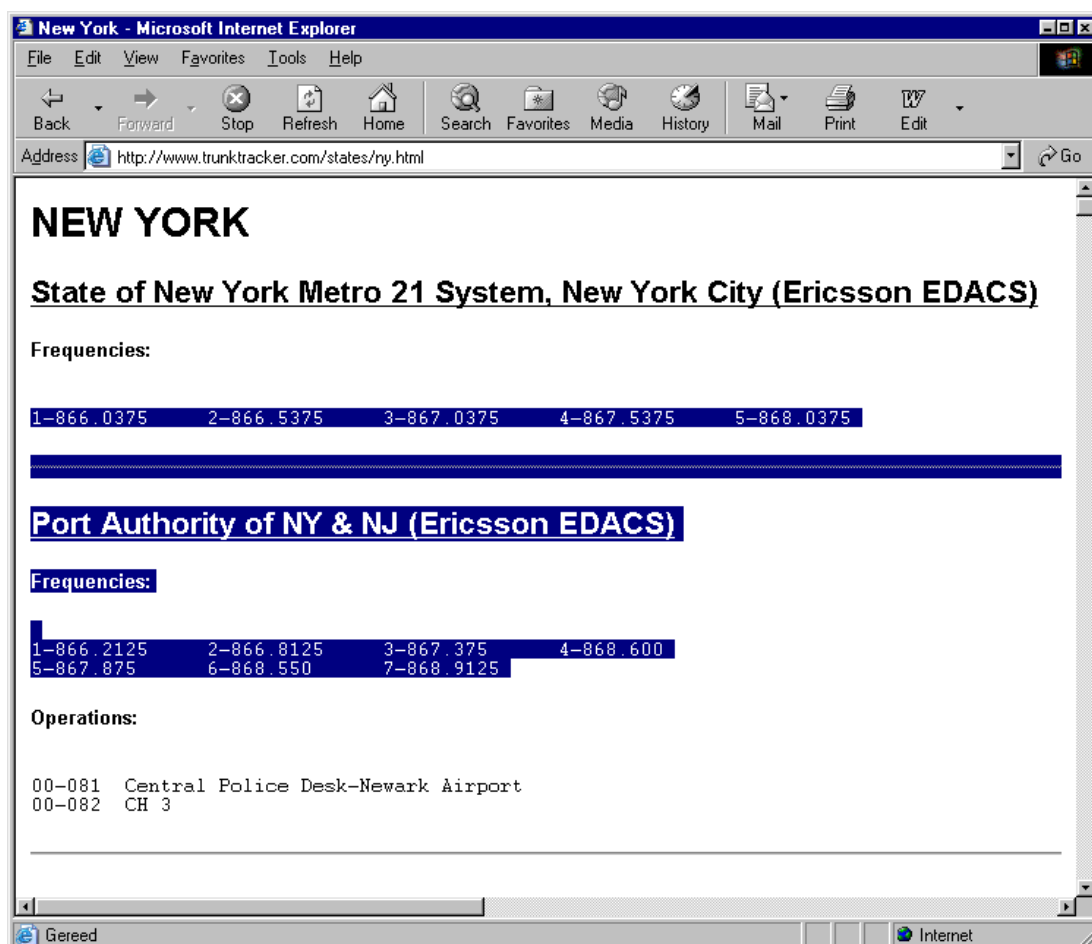 New York - Microsoft Internet Explorer
File Edit View Favorites Tools Help
Back Forward Stop Refresh Home Search Favorites Media History Mail Print Edit
Address http://www.trunktracker.com/states/ny.html Go
NEW YORK
State of New York Metro 21 System, New York City (Ericsson EDACS)
Frequencies:
1-866.0375 2-866.5375 3-867.0375 4-867.5375 5-868.0375
Port Authority of NY & NJ (Ericsson EDACS)
Frequencies:
1-866.2125 2-866.8125 3-867.375 4-868.600
5-867.875 6-868.550 7-868.9125
Operations:
00-081 Central Police Desk-Newark Airport
00-082 CH 3
Gereed Internet